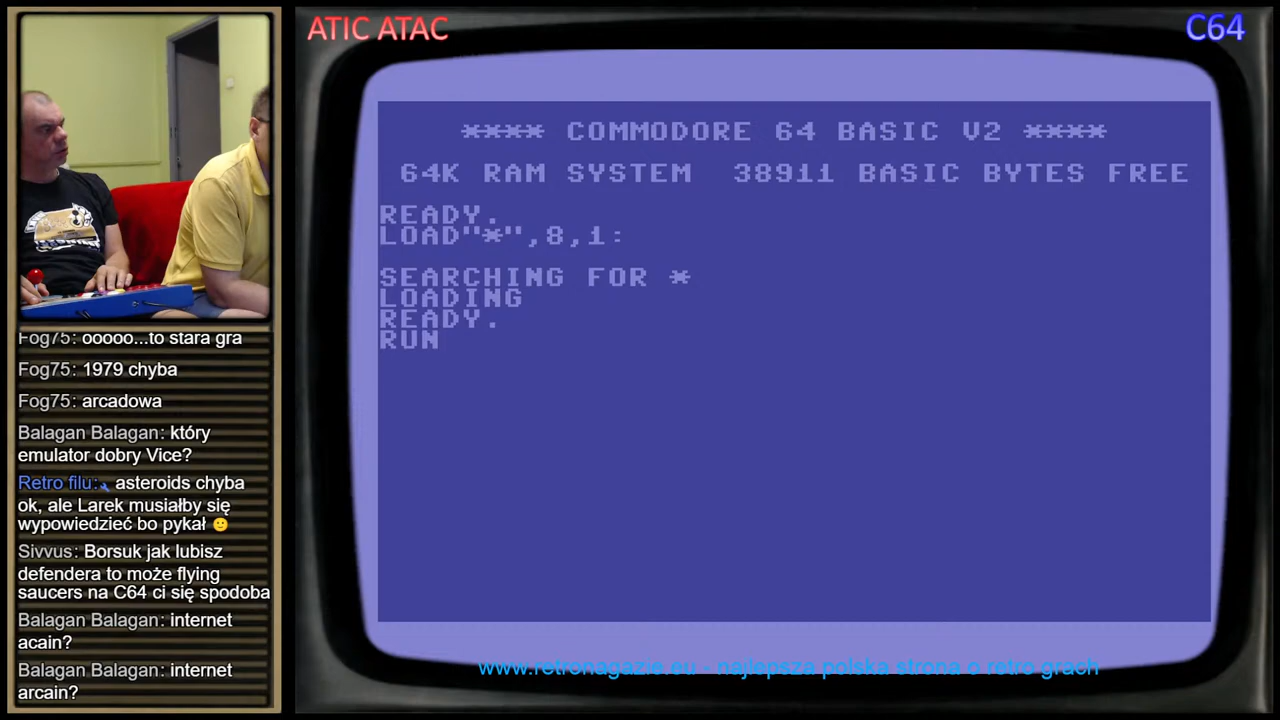 ATIC ATAC
C64
**** COMMODORE 64 BASIC V2 ****
64K RAM SYSTEM  38911 BASIC BYTES FREE
READY.
LOAD"*",8,1:
SEARCHING FOR *
LOADING
READY.
RUN
www.retronagazie.eu - najlepsza polska strona o retro grach
Fog75: ooooo...to stara gra
Fog75: 1979 chyba
Fog75: arcadowa
Balagan Balagan: który
emulator dobry Vice?
Retro filu: asteroids chyba
ok, ale Larek musiałby się
wypowiedzieć bo pykał 🙂
Sivvus: Borsuk jak lubisz
defendera to może flying
saucers na C64 ci się spodoba
Balagan Balagan: internet
acain?
Balagan Balagan: internet
arcain?